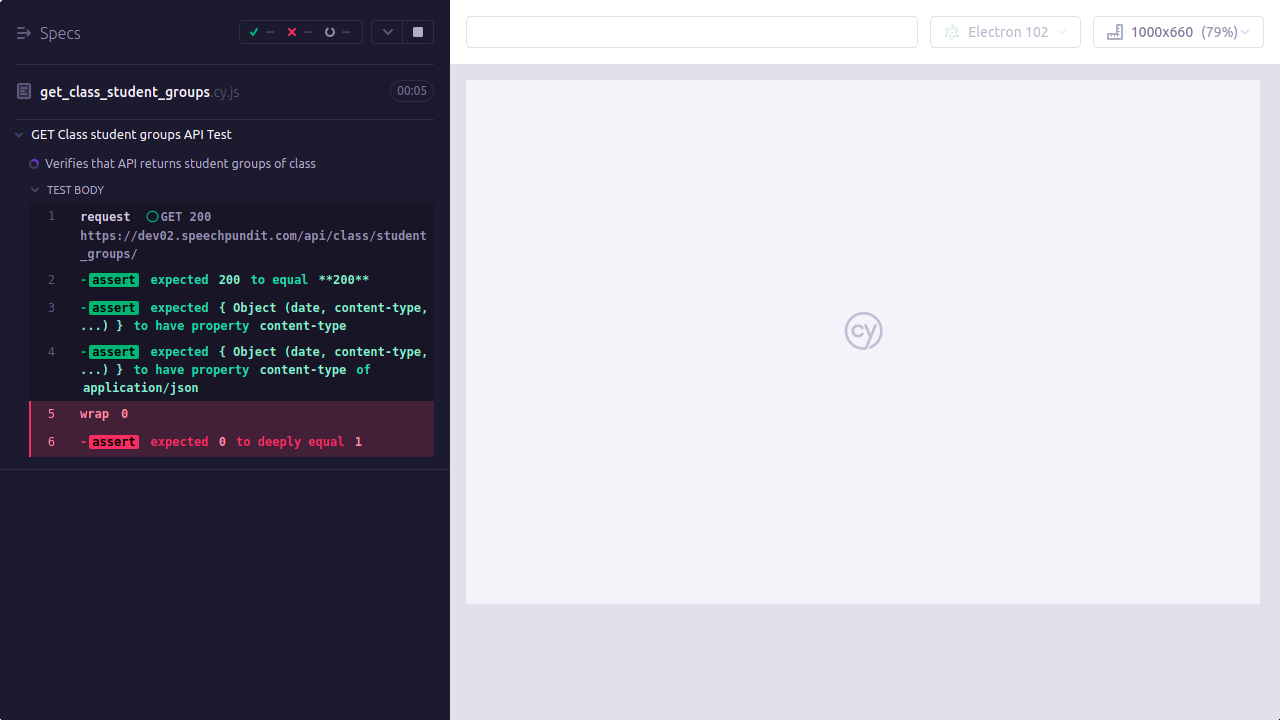 Specs
--
--
--
Electron 102
1000x660 (79%)
get_class_student_groups.cy.js
00:05
GET Class student groups API Test
Verifies that API returns student groups of class
TEST BODY
1 request GET 200
https://dev02.speechpundit.com/api/class/student
_groups/
2 -assert expected 200 to equal **200**
3 -assert expected { Object (date, content-type,
...) } to have property content-type
4 -assert expected { Object (date, content-type,
...) } to have property content-type of
application/json
5 wrap 0
6 -assert expected 0 to deeply equal 1
cy